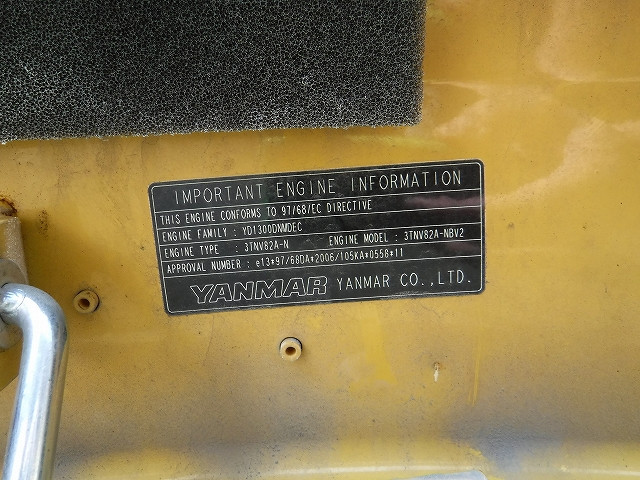 IMPORTANT ENGINE INFORMATION
THIS ENGINE CONFORMS TO 97/68/EC DIRECTIVE
ENGINE FAMILY : YD1300DNMDEC
ENGINE TYPE : 3TNV82A-N ENGINE MODEL : 3TNV82A-NBV2
APPROVAL NUMBER : e13*97/68DA*2006/105KA*0558*11
YANMAR YANMAR CO.,LTD.